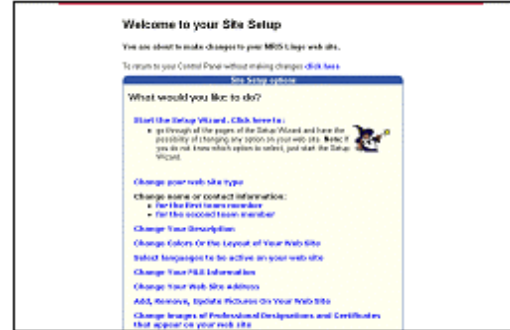 Welcome to your Site Setup
You are about to make changes to your MRIS Lingo web site.
To return to your Control Panel without making changes click here
Site Setup options
What would you like to do?
Start the Setup Wizard. Click here to:
go through all the pages of the Setup Wizard and have the
possibility of changing any option on your web site. Note: If
you do not know which option to select, just start the Setup
Wizard.
Change your web site type
Change name or contact information:
for the first team member
for the second team member
Change Your Description
Change Colors Or the Layout of Your Web Site
Select languages to be active on your web site
Change Your MLS Information
Change Your Web Site Address
Add, Remove, Update Pictures On Your Web Site
Change Images of Professional Designations and Certificates
that appear on your web site